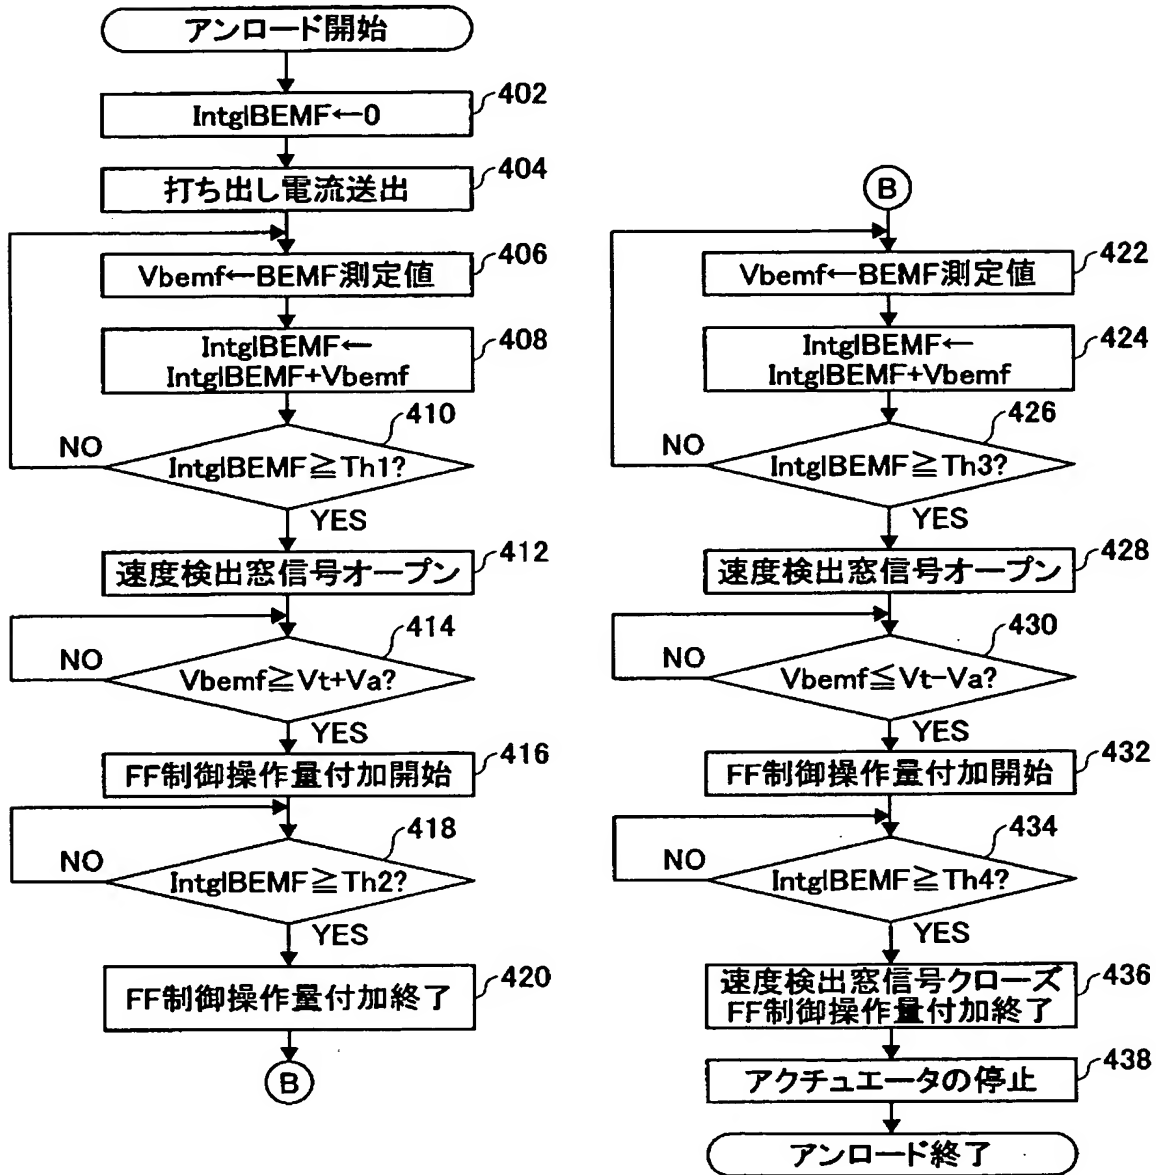 アンロード開始
402
IntglBEMF←0
404
打ち出し電流送出
406
Vbemf←BEMF測定値
408
IntglBEMF←
IntglBEMF+Vbemf
410
NO
IntglBEMF≧Th1?
YES
412
速度検出窓信号オープン
414
NO
Vbemf≧Vt+Va?
YES
416
FF制御操作量付加開始
418
NO
IntglBEMF≧Th2?
YES
420
FF制御操作量付加終了
B
B
422
Vbemf←BEMF測定値
424
IntglBEMF←
IntglBEMF+Vbemf
426
NO
IntglBEMF≧Th3?
YES
428
速度検出窓信号オープン
430
NO
Vbemf≦Vt−Va?
YES
432
FF制御操作量付加開始
434
NO
IntglBEMF≧Th4?
YES
436
速度検出窓信号クローズ
FF制御操作量付加終了
438
アクチュエータの停止
アンロード終了